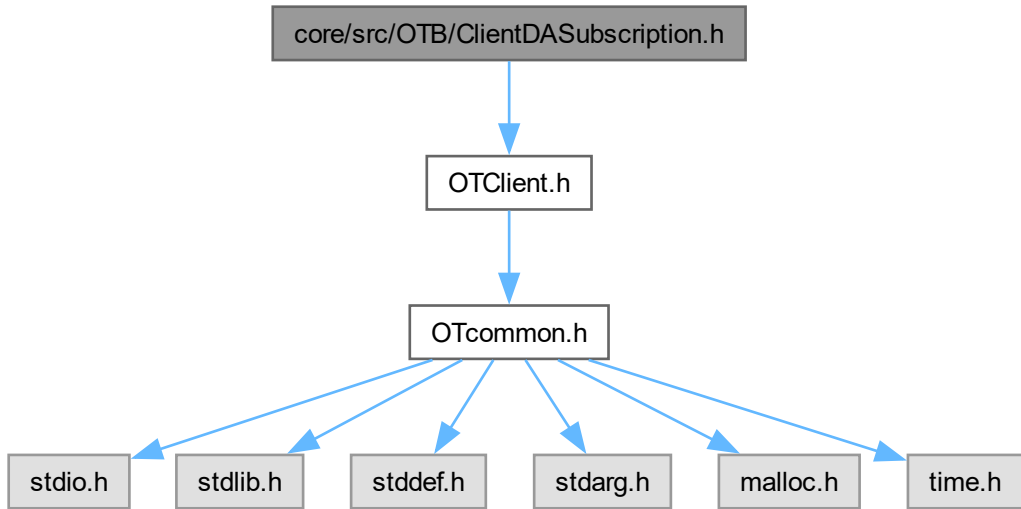 core/src/OTB/ClientDASubscription.h
OTClient.h
OTcommon.h
stdio.h
stdlib.h
stddef.h
stdarg.h
malloc.h
time.h